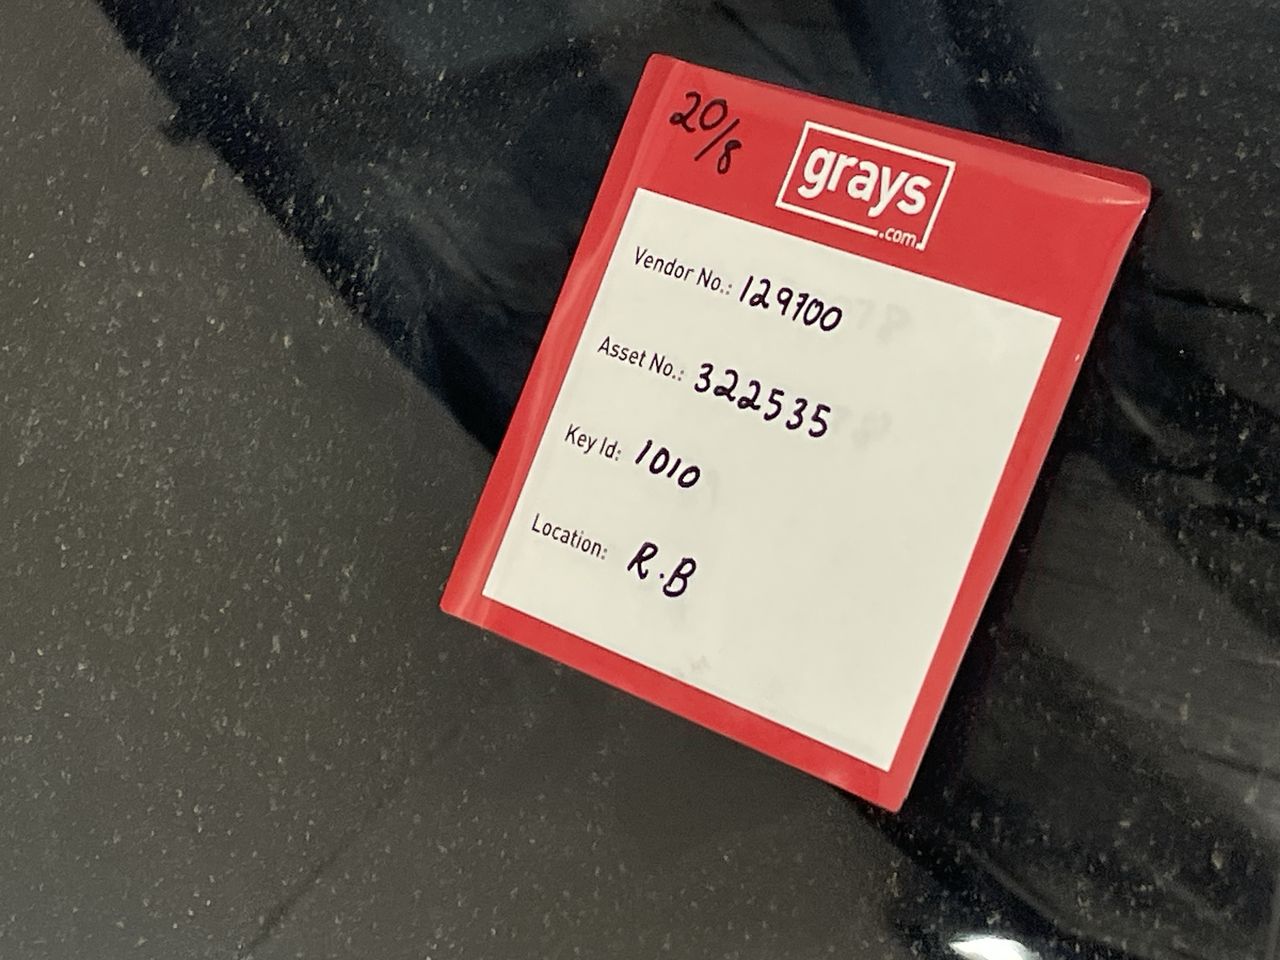 20/8
grays
.com
Vendor No.: 129700
Asset No.: 322535
Key Id: 1010
Location: R.B